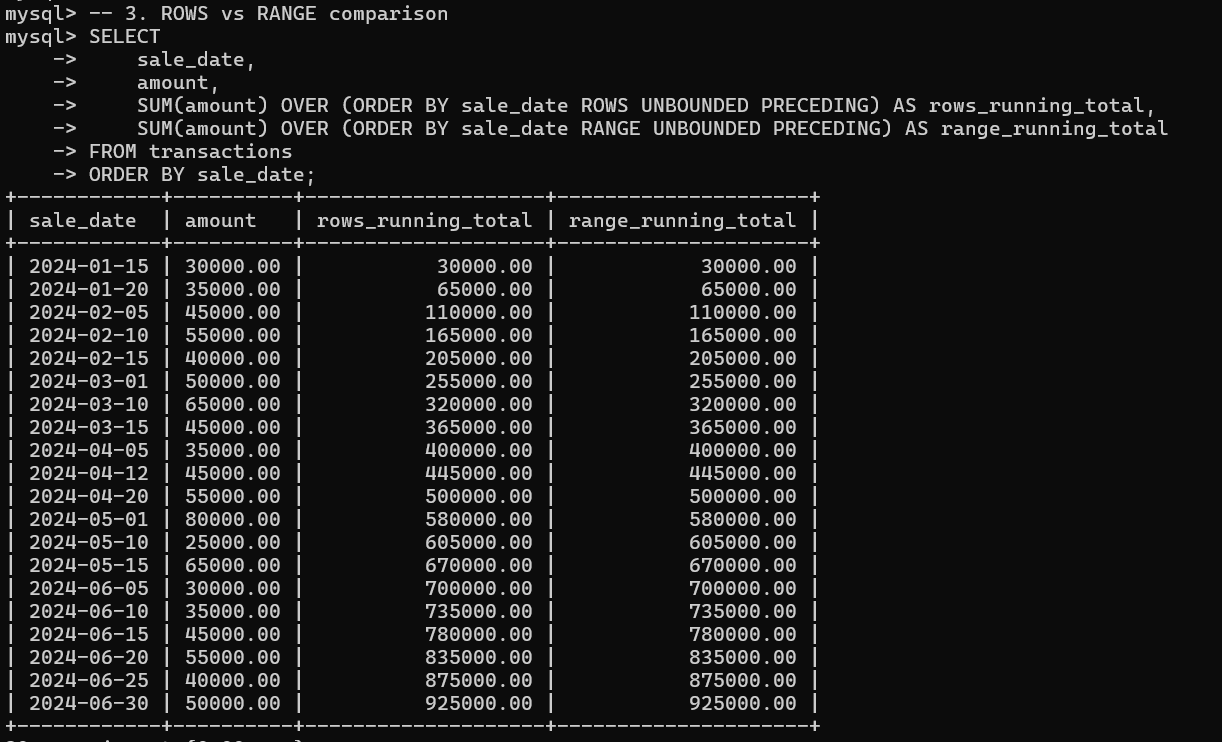 mysql> -- 3. ROWS vs RANGE comparison
mysql> SELECT
    ->     sale_date,
    ->     amount,
    ->     SUM(amount) OVER (ORDER BY sale_date ROWS UNBOUNDED PRECEDING) AS rows_running_total,
    ->     SUM(amount) OVER (ORDER BY sale_date RANGE UNBOUNDED PRECEDING) AS range_running_total
    -> FROM transactions
    -> ORDER BY sale_date;
+------------+----------+--------------------+---------------------+
| sale_date  | amount   | rows_running_total | range_running_total |
+------------+----------+--------------------+---------------------+
| 2024-01-15 | 30000.00 |           30000.00 |            30000.00 |
| 2024-01-20 | 35000.00 |           65000.00 |            65000.00 |
| 2024-02-05 | 45000.00 |          110000.00 |           110000.00 |
| 2024-02-10 | 55000.00 |          165000.00 |           165000.00 |
| 2024-02-15 | 40000.00 |          205000.00 |           205000.00 |
| 2024-03-01 | 50000.00 |          255000.00 |           255000.00 |
| 2024-03-10 | 65000.00 |          320000.00 |           320000.00 |
| 2024-03-15 | 45000.00 |          365000.00 |           365000.00 |
| 2024-04-05 | 35000.00 |          400000.00 |           400000.00 |
| 2024-04-12 | 45000.00 |          445000.00 |           445000.00 |
| 2024-04-20 | 55000.00 |          500000.00 |           500000.00 |
| 2024-05-01 | 80000.00 |          580000.00 |           580000.00 |
| 2024-05-10 | 25000.00 |          605000.00 |           605000.00 |
| 2024-05-15 | 65000.00 |          670000.00 |           670000.00 |
| 2024-06-05 | 30000.00 |          700000.00 |           700000.00 |
| 2024-06-10 | 35000.00 |          735000.00 |           735000.00 |
| 2024-06-15 | 45000.00 |          780000.00 |           780000.00 |
| 2024-06-20 | 55000.00 |          835000.00 |           835000.00 |
| 2024-06-25 | 40000.00 |          875000.00 |           875000.00 |
| 2024-06-30 | 50000.00 |          925000.00 |           925000.00 |
+------------+----------+--------------------+---------------------+